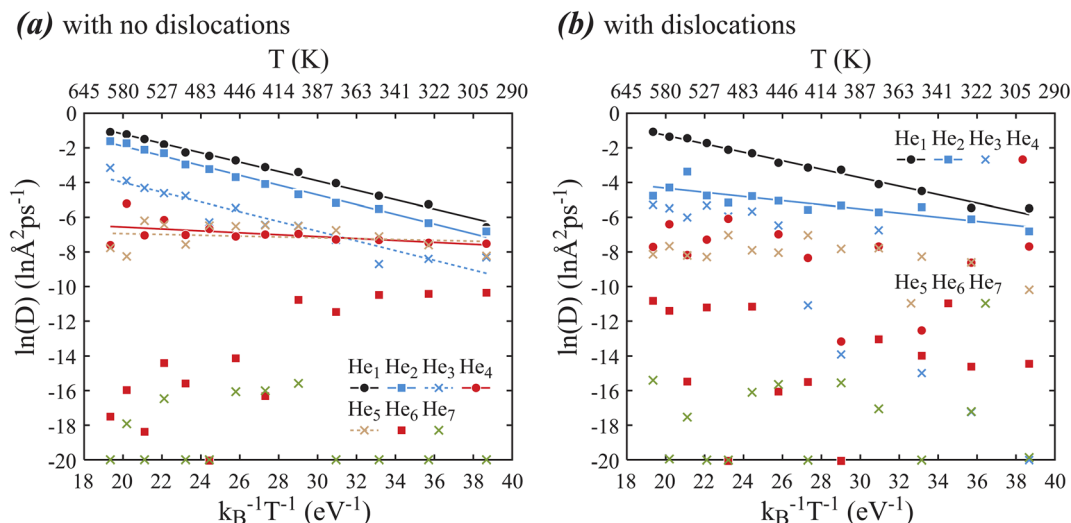 (a) with no dislocations
T (K)
645 580 527 483 446 414 387 363 341 322 305 290
0
-2
-4
-6
-8
-10
-12
-14
-16
-18
-20
ln(D) (lnÅ²ps⁻¹)
He₁ He₂ He₃ He₄
He₅ He₆ He₇
18 20 22 24 26 28 30 32 34 36 38 40
k_B⁻¹T⁻¹ (eV⁻¹)
(b) with dislocations
T (K)
645 580 527 483 446 414 387 363 341 322 305 290
0
-2
-4
-6
-8
-10
-12
-14
-16
-18
-20
ln(D) (lnÅ²ps⁻¹)
He₁ He₂ He₃ He₄
He₅ He₆ He₇
18 20 22 24 26 28 30 32 34 36 38 40
k_B⁻¹T⁻¹ (eV⁻¹)